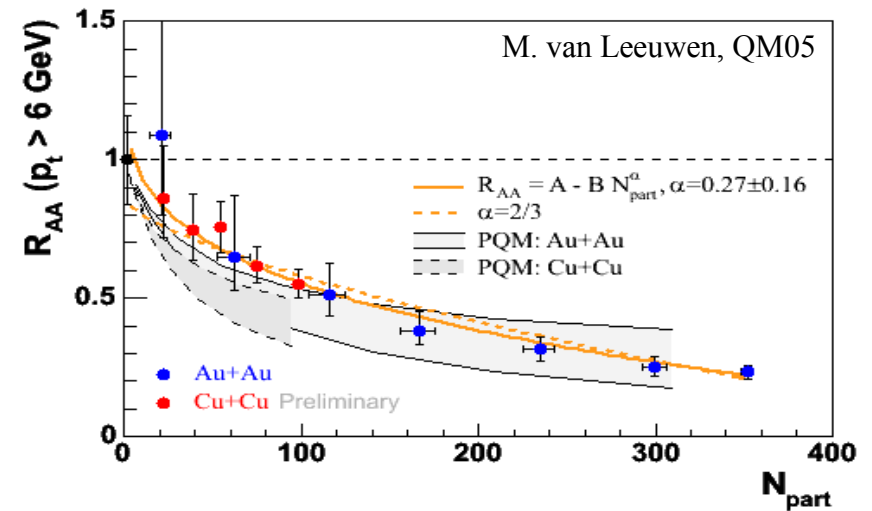 M. van Leeuwen, QM05
R_AA (p_t > 6 GeV)
1.5
1
0.5
0
R_AA = A - B N_part^α, α=0.27±0.16
α=2/3
PQM: Au+Au
PQM: Cu+Cu
Au+Au
Cu+Cu Preliminary
0 100 200 300 400
N_part